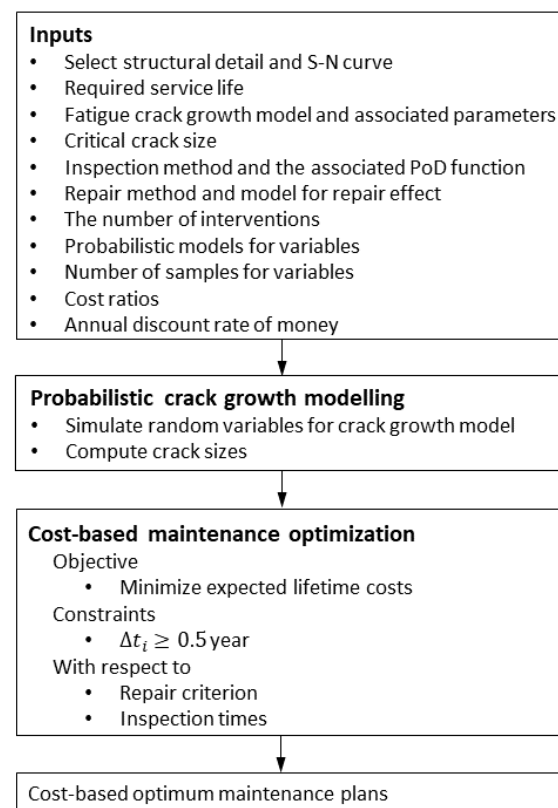 Inputs
• Select structural detail and S-N curve
• Required service life
• Fatigue crack growth model and associated parameters
• Critical crack size
• Inspection method and the associated PoD function
• Repair method and model for repair effect
• The number of interventions
• Probabilistic models for variables
• Number of samples for variables
• Cost ratios
• Annual discount rate of money
Probabilistic crack growth modelling
• Simulate random variables for crack growth model
• Compute crack sizes
Cost-based maintenance optimization
Objective
• Minimize expected lifetime costs
Constraints
• Δtᵢ ≥ 0.5 year
With respect to
• Repair criterion
• Inspection times
Cost-based optimum maintenance plans